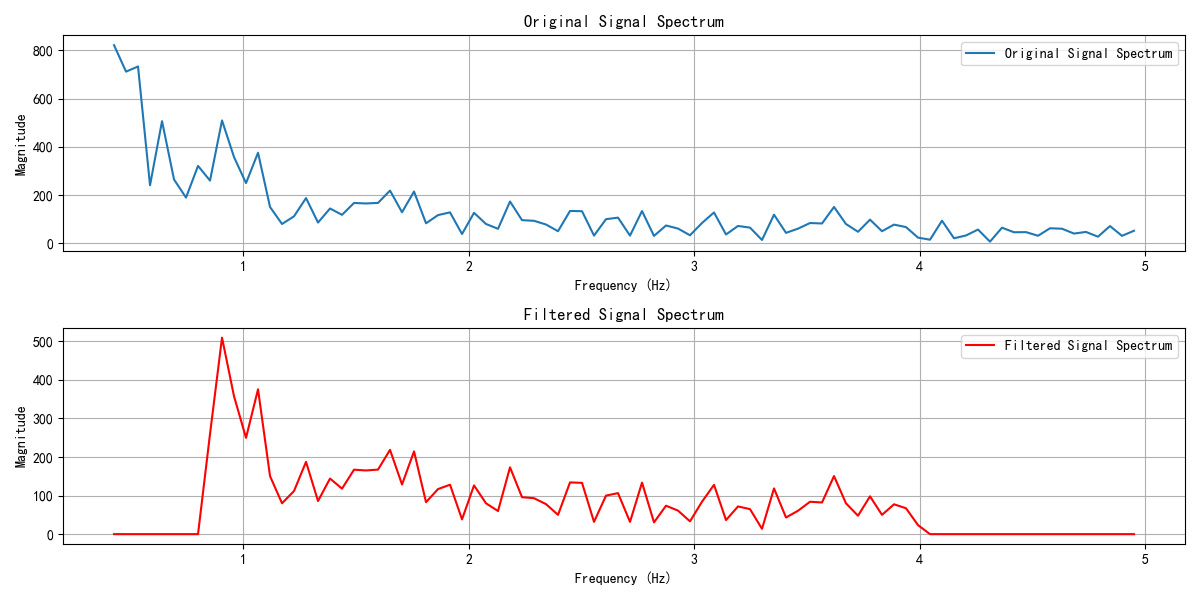 Original Signal Spectrum
Original Signal Spectrum
800
600
400
200
0
Magnitude
1 2 3 4 5
Frequency (Hz)
Filtered Signal Spectrum
Filtered Signal Spectrum
500
400
300
200
100
0
Magnitude
1 2 3 4 5
Frequency (Hz)